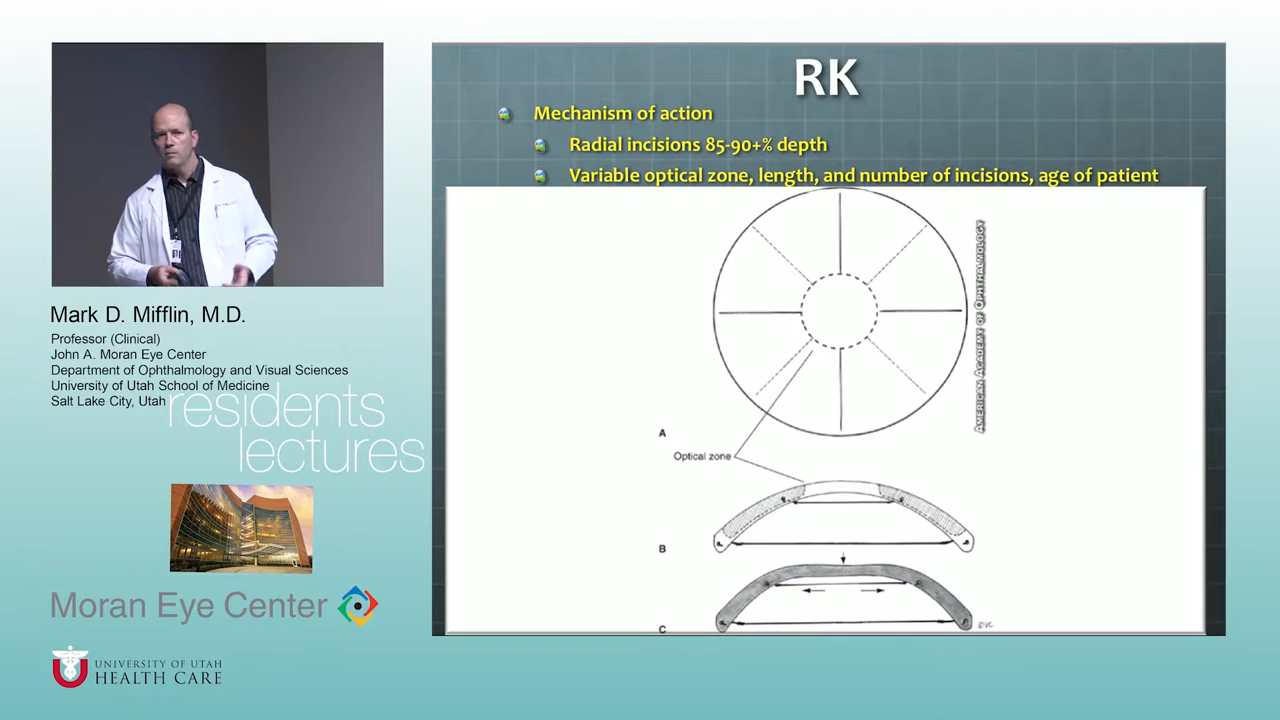 RK
Mechanism of action
Radial incisions 85-90+% depth
Variable optical zone, length, and number of incisions, age of patient
AMERICAN ACADEMY OF OPHTHALMOLOGY
A
Optical zone
B
C
©VC
Mark D. Mifflin, M.D.
Professor (Clinical)
John A. Moran Eye Center
Department of Ophthalmology and Visual Sciences
University of Utah School of Medicine
Salt Lake City, Utah
residents
lectures
Moran Eye Center
UNIVERSITY OF UTAH
HEALTH CARE